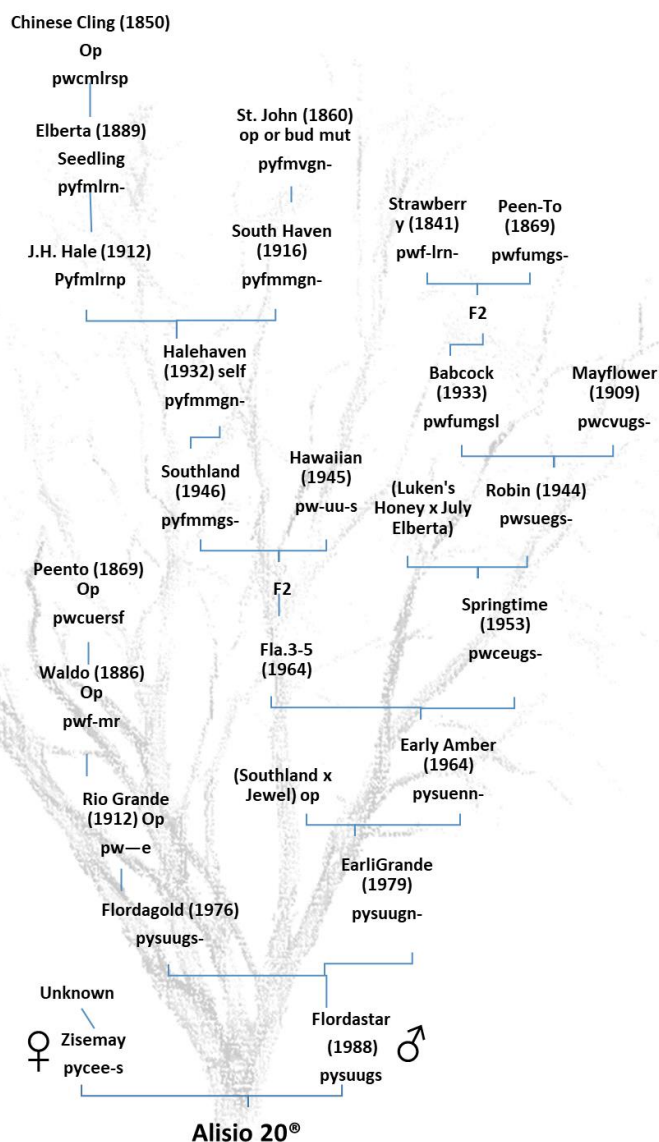 Chinese Cling (1850)
Op
pwcmlrsp
Elberta (1889)
Seedling
pyfmlrn-
J.H. Hale (1912)
Pyfmlrnp
St. John (1860)
op or bud mut
pyfmvgn-
South Haven
(1916)
pyfmmgn-
Strawberr
y (1841)
pwf-lrn-
Peen-To
(1869)
pwfumgs-
F2
Halehaven
(1932) self
pyfmmgn-
Babcock
(1933)
pwfumgsl
Mayflower
(1909)
pwcvugs-
Southland
(1946)
pyfmmgs-
Hawaiian
(1945)
pw-uu-s
(Luken's
Honey x July
Elberta)
Robin (1944)
pwsuegs-
F2
Peento (1869)
Op
pwcuersf
Springtime
(1953)
pwceugs-
Fla.3-5
(1964)
Waldo (1886)
Op
pwf-mr
Early Amber
(1964)
pysuenn-
(Southland x
Jewel) op
Rio Grande
(1912) Op
pw—e
EarliGrande
(1979)
pysuugn-
Flordagold (1976)
pysuugs-
Unknown
♀ Zisemay
pycee-s
Flordastar
(1988) ♂
pysuugs
Alisio 20®